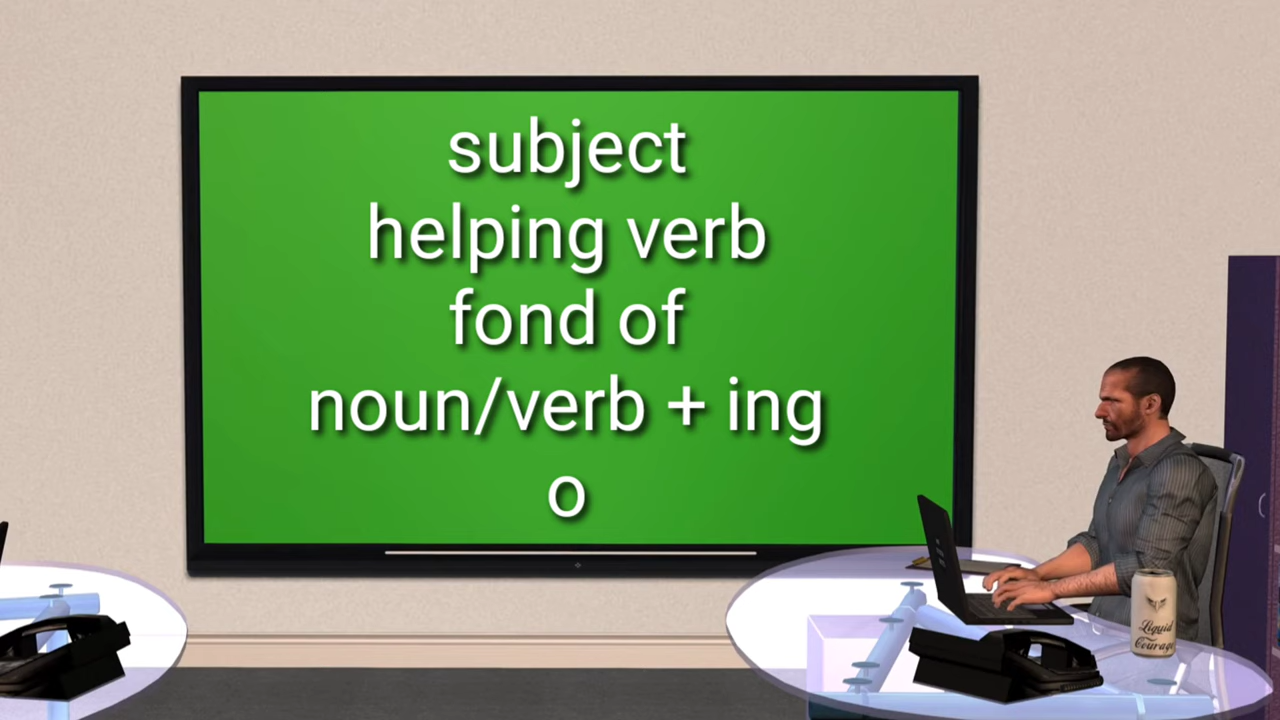 subject
helping verb
fond of
noun/verb + ing
o
Liquid
Courage